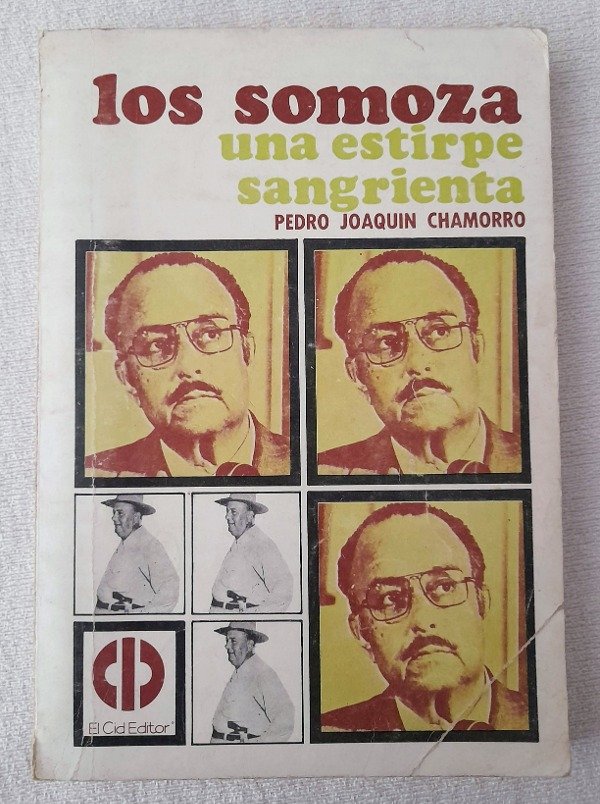 los somoza
una estirpe
sangrienta
PEDRO JOAQUIN CHAMORRO
El Cid Editor